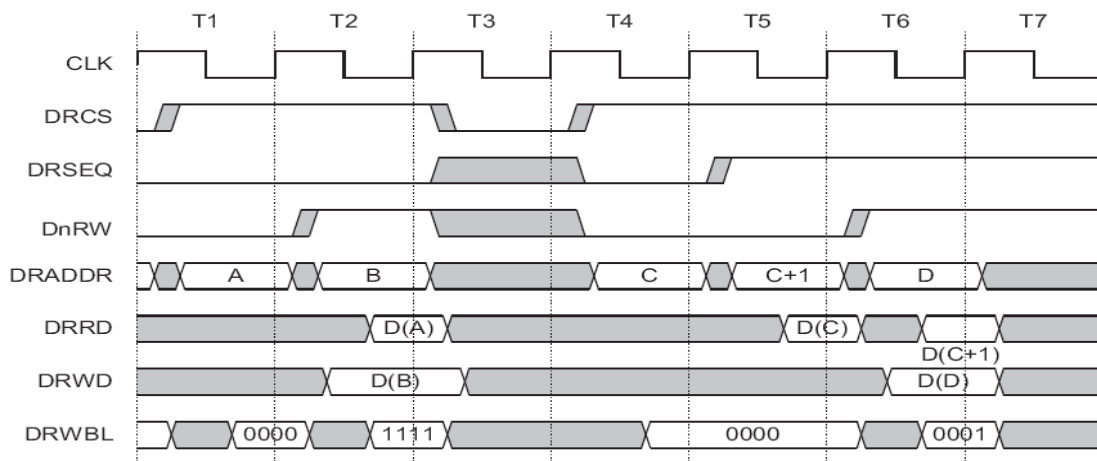 T1 T2 T3 T4 T5 T6 T7
CLK
DRCS
DRSEQ
DnRW
DRADDR A B C C+1 D
DRRD D(A) D(C)
D(C+1)
DRWD D(B) D(D)
DRWBL 0000 1111 0000 0001